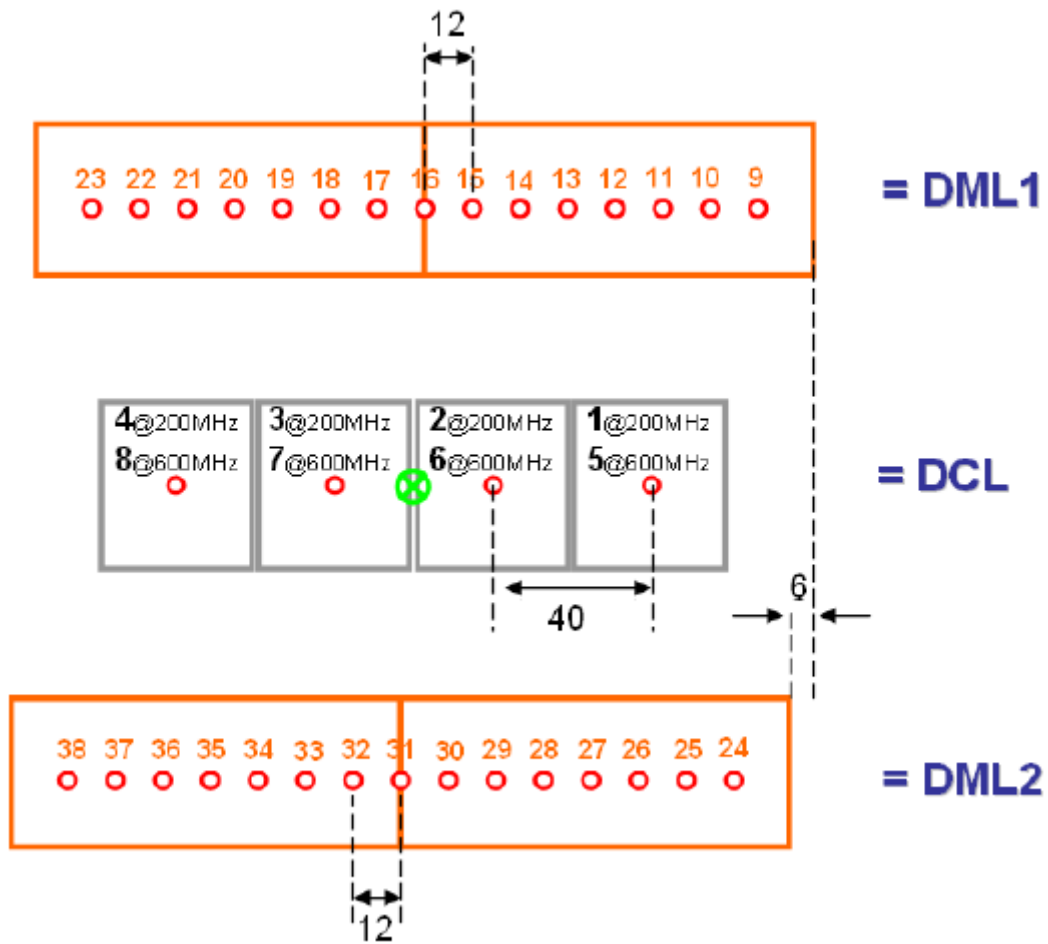 12
23 22 21 20 19 18 17 16 15 14 13 12 11 10 9
= DML1
4@200MHz 3@200MHz 2@200MHz 1@200MHz
8@600MHz 7@600MHz 6@600MHz 5@600MHz
= DCL
40
6
38 37 36 35 34 33 32 31 30 29 28 27 26 25 24
= DML2
12